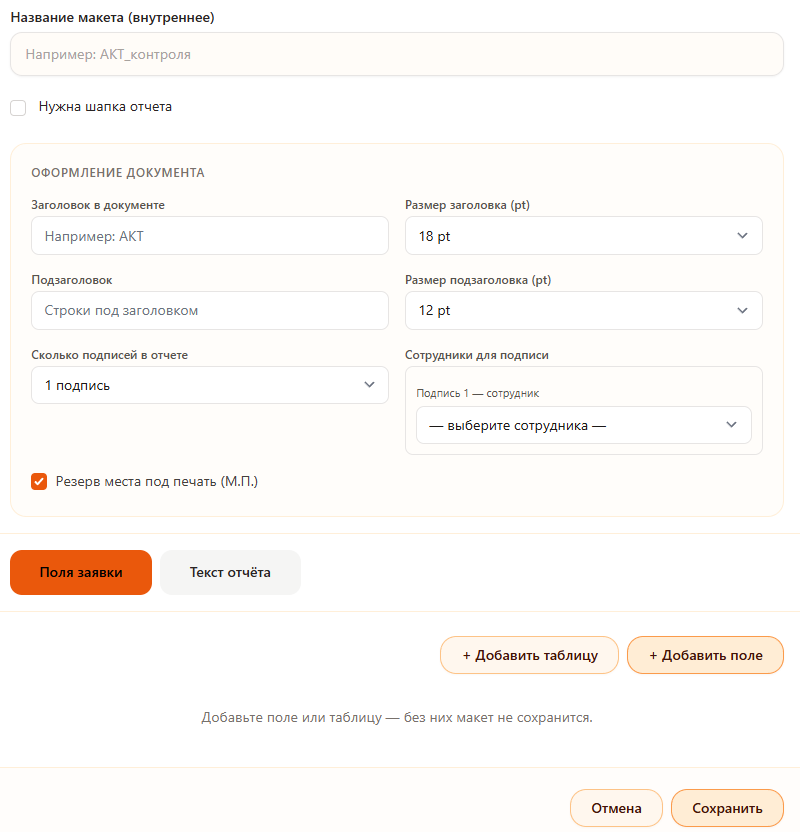 Название макета (внутреннее)
Например: АКТ_контроля
Нужна шапка отчета
ОФОРМЛЕНИЕ ДОКУМЕНТА
Заголовок в документе
Размер заголовка (pt)
Например: АКТ
18 pt
Подзаголовок
Размер подзаголовка (pt)
Строки под заголовком
12 pt
Сколько подписей в отчете
Сотрудники для подписи
1 подпись
Подпись 1 — сотрудник
— выберите сотрудника —
Резерв места под печать (М.П.)
Поля заявки
Текст отчёта
+ Добавить таблицу
+ Добавить поле
Добавьте поле или таблицу — без них макет не сохранится.
Отмена
Сохранить